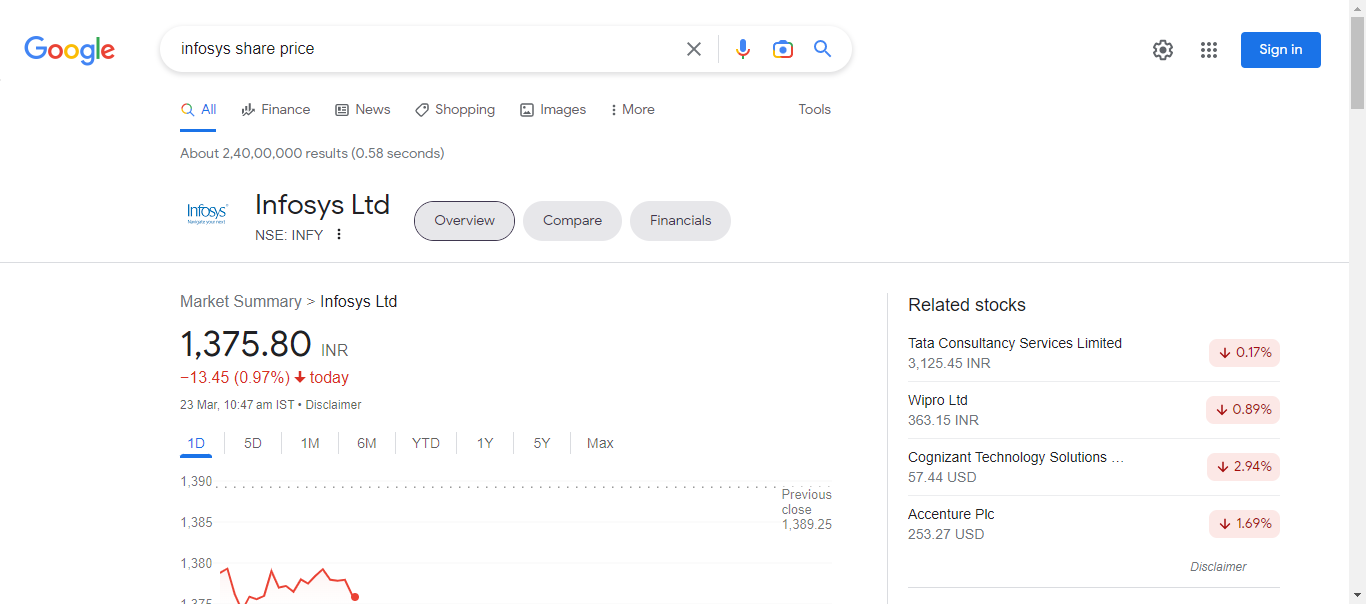 Google
infosys share price
Sign in
All Finance News Shopping Images More Tools
About 2,40,00,000 results (0.58 seconds)
Infosys
Navigate your next
Infosys Ltd
NSE: INFY
Overview Compare Financials
Market Summary > Infosys Ltd
1,375.80 INR
−13.45 (0.97%) today
23 Mar, 10:47 am IST • Disclaimer
1D 5D 1M 6M YTD 1Y 5Y Max
1,390
1,385
1,380
1,375
Previous
close
1,389.25
Related stocks
Tata Consultancy Services Limited
3,125.45 INR
0.17%
Wipro Ltd
363.15 INR
0.89%
Cognizant Technology Solutions …
57.44 USD
2.94%
Accenture Plc
253.27 USD
1.69%
Disclaimer